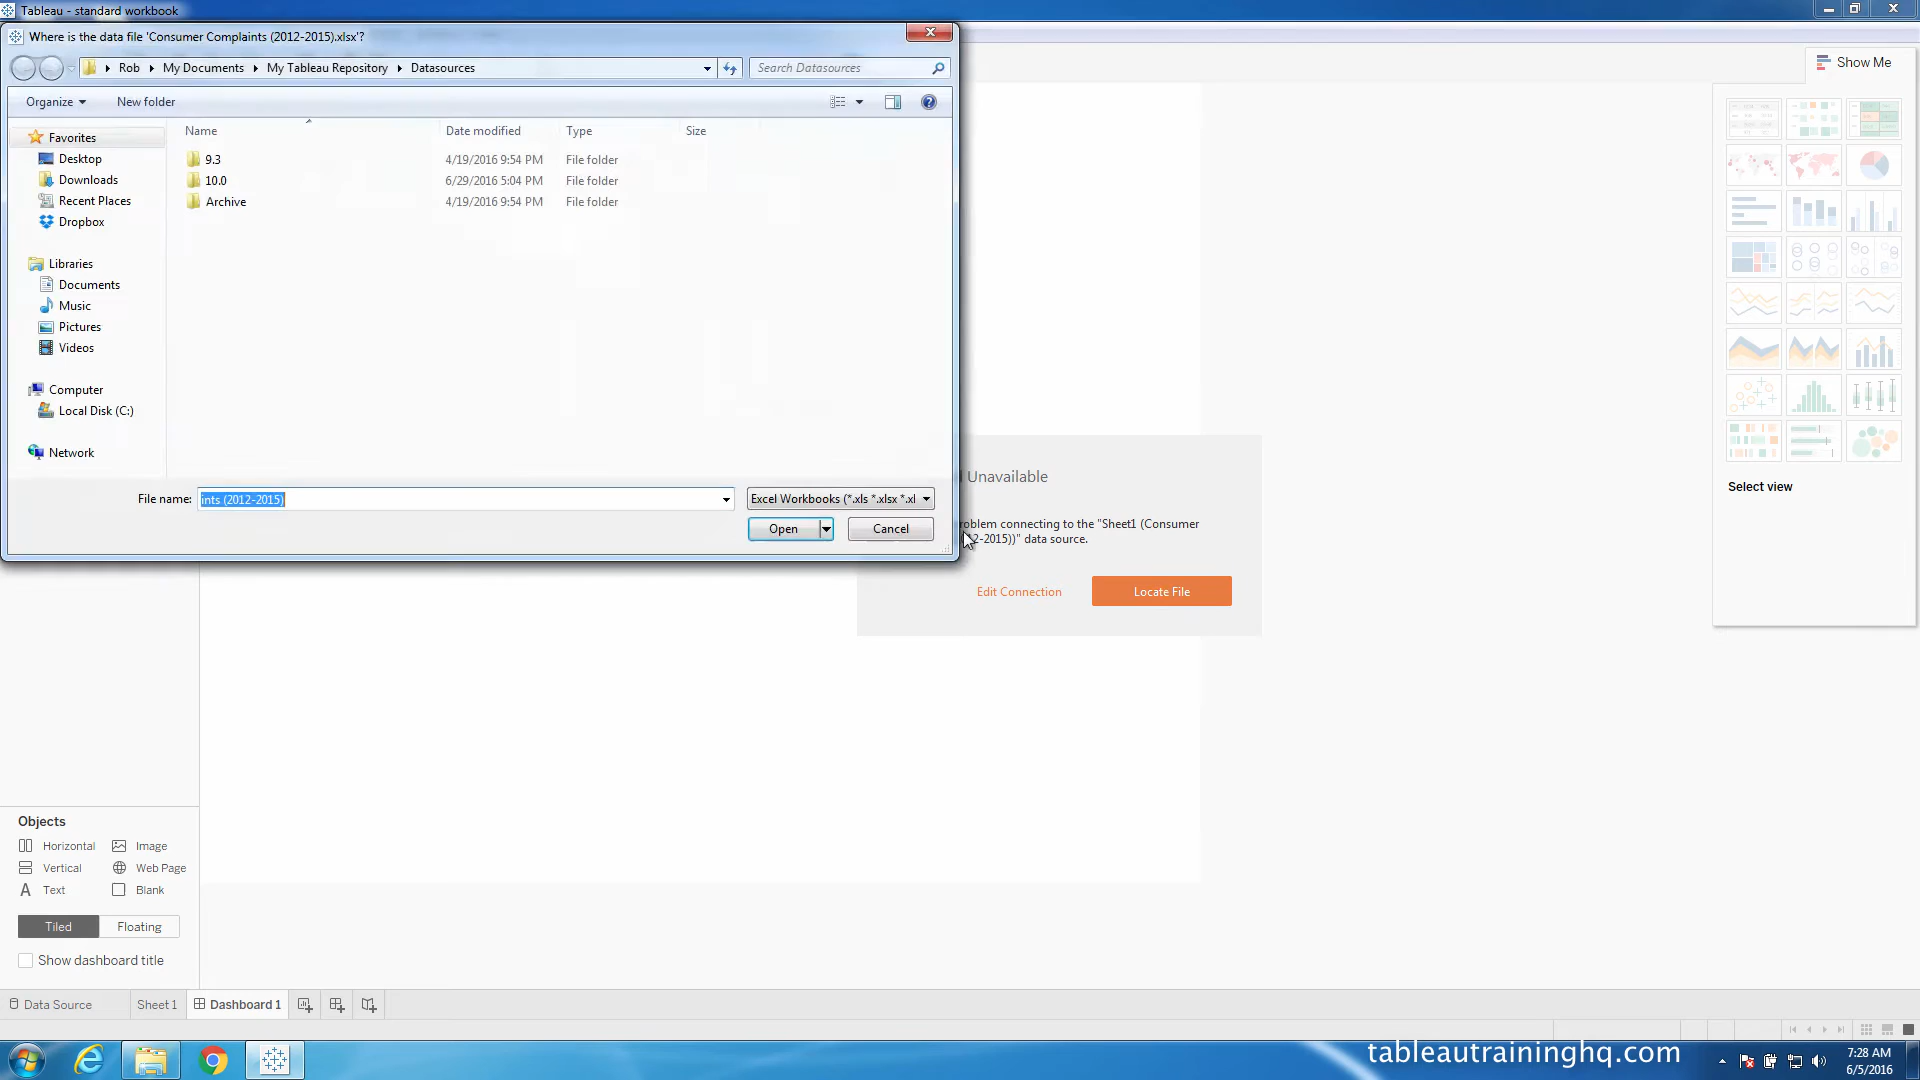 Tableau - standard workbook
Where is the data file 'Consumer Complaints (2012-2015).xlsx'?
Rob
My Documents
My Tableau Repository
Datasources
Search Datasources
Show Me
Organize
New folder
Name
Date modified
Type
Size
Favorites
Desktop
Downloads
Recent Places
Dropbox
Libraries
Documents
Music
Pictures
Videos
Computer
Local Disk (C:)
Network
9.3 4/19/2016 9:54 PM File folder
10.0 6/29/2016 5:04 PM File folder
Archive 4/19/2016 9:54 PM File folder
File name: ints (2012-2015)
Excel Workbooks (*.xls *.xlsx *.xl
Open
Cancel
Select view
Unavailable
roblem connecting to the "Sheet1 (Consumer
2-2015))" data source.
Edit Connection
Locate File
Objects
Horizontal
Image
Vertical
Web Page
A Text
Blank
Tiled
Floating
Show dashboard title
Data Source
Sheet 1
Dashboard 1
tableautraininghq.com
7:28 AM
6/5/2016